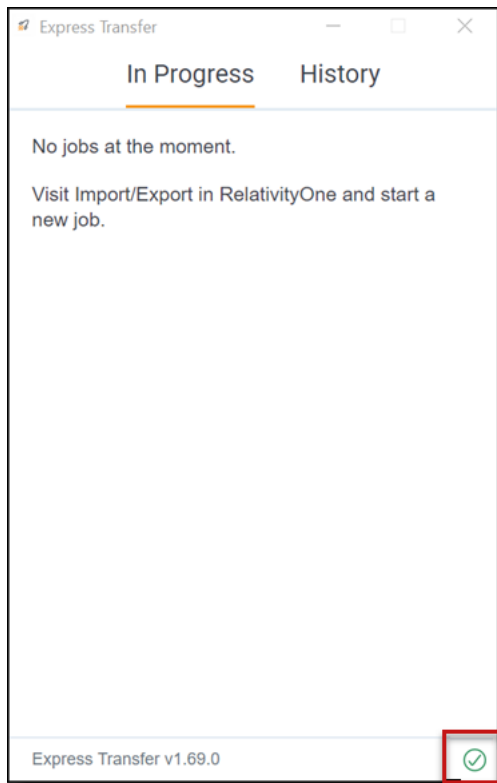 Express Transfer
In Progress History
No jobs at the moment.
Visit Import/Export in RelativityOne and start a
new job.
Express Transfer v1.69.0